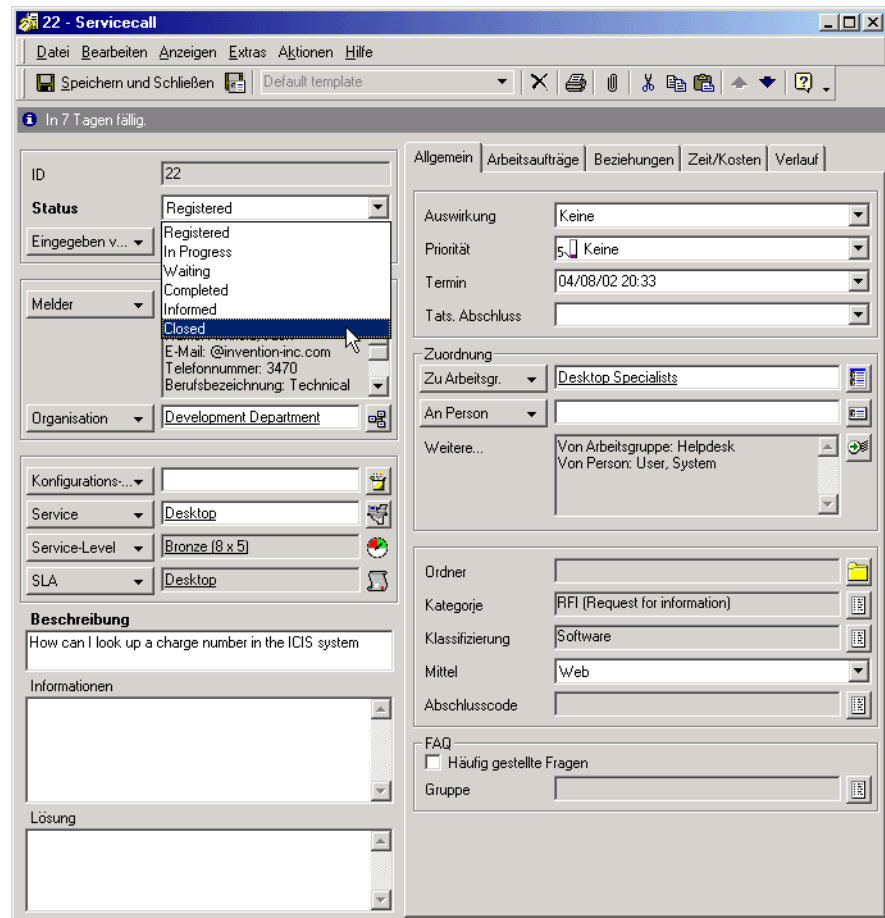 22 - Servicecall
Datei Bearbeiten Anzeigen Extras Aktionen Hilfe
Speichern und Schließen Default template
In 7 Tagen fällig.
ID 22
Status Registered
Eingegeben v...
Registered
In Progress
Waiting
Completed
Informed
Closed
Melder
E-Mail: @invention-inc.com
Telefonnummer: 3470
Berufsbezeichnung: Technical
Organisation Development Department
Konfigurations-...
Service Desktop
Service-Level Bronze (8 x 5)
SLA Desktop
Beschreibung
How can I look up a charge number in the ICIS system
Informationen
Lösung
Allgemein Arbeitsaufträge Beziehungen Zeit/Kosten Verlauf
Auswirkung Keine
Priorität 5 Keine
Termin 04/08/02 20:33
Tats. Abschluss
Zuordnung
Zu Arbeitsgr. Desktop Specialists
An Person
Weitere... Von Arbeitsgruppe: Helpdesk
Von Person: User, System
Ordner
Kategorie RFI (Request for information)
Klassifizierung Software
Mittel Web
Abschlusscode
FAQ
Häufig gestellte Fragen
Gruppe